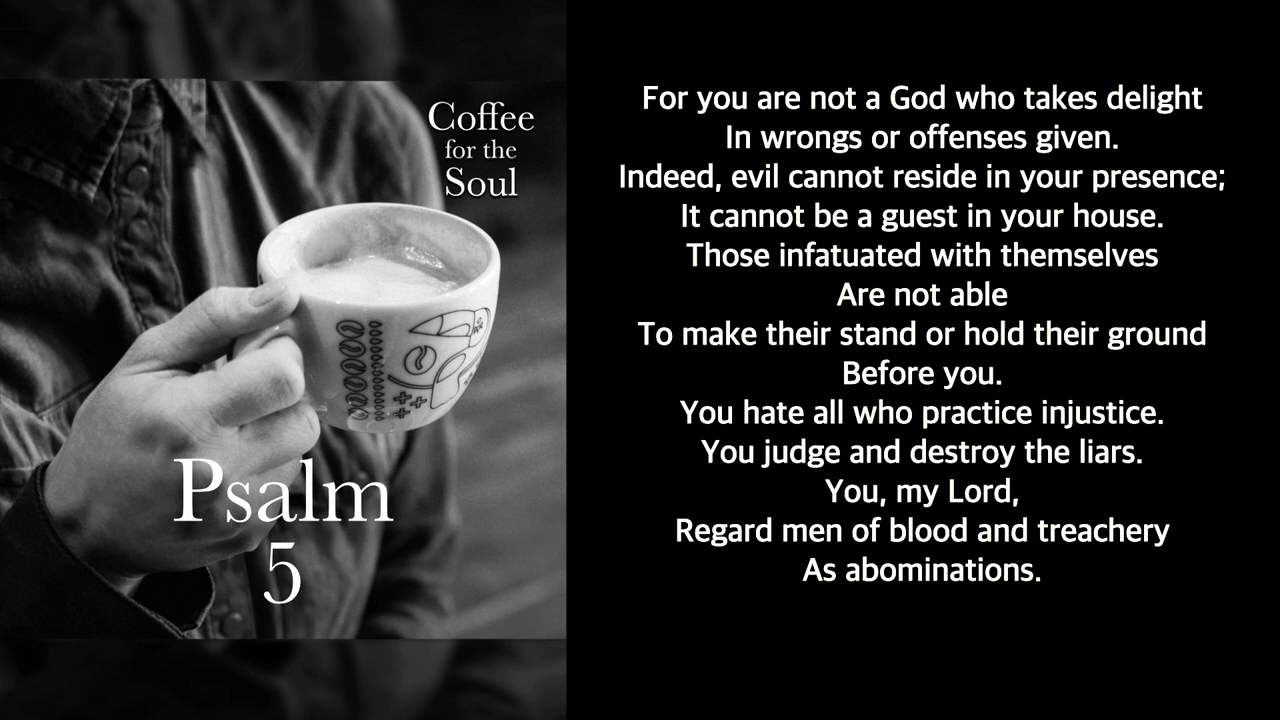 Coffee
for the
Soul
Psalm
5
For you are not a God who takes delight
In wrongs or offenses given.
Indeed, evil cannot reside in your presence;
It cannot be a guest in your house.
Those infatuated with themselves
Are not able
To make their stand or hold their ground
Before you.
You hate all who practice injustice.
You judge and destroy the liars.
You, my Lord,
Regard men of blood and treachery
As abominations.